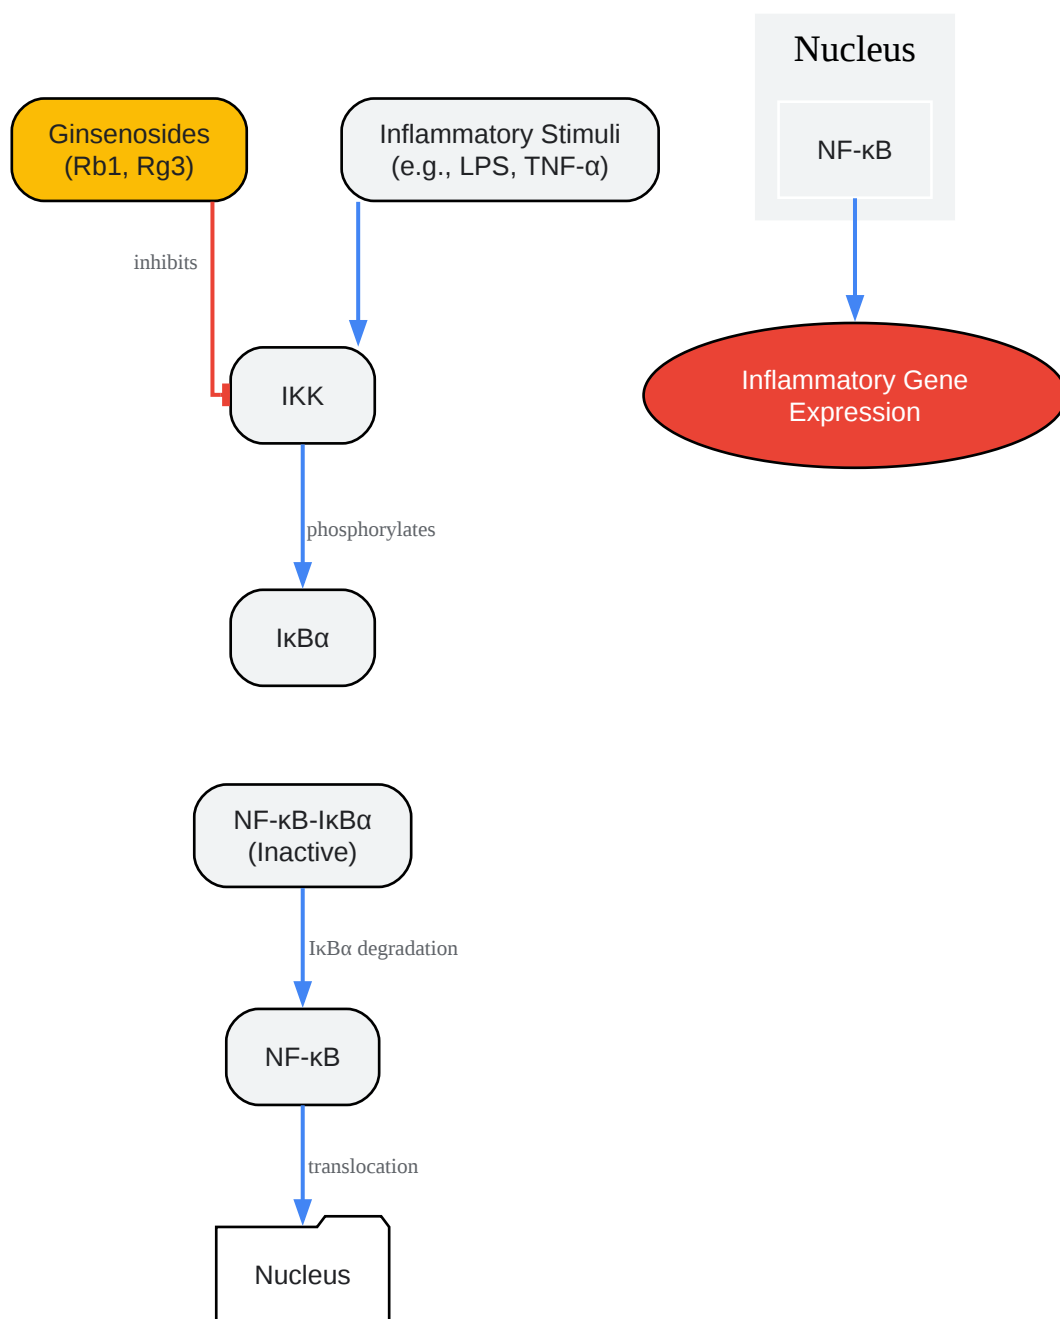 Nucleus
Ginsenosides
(Rb1, Rg3)
Inflammatory Stimuli
(e.g., LPS, TNF-α)
NF-κB
inhibits
IKK
Inflammatory Gene
Expression
phosphorylates
IκBα
NF-κB-IκBα
(Inactive)
IκBα degradation
NF-κB
translocation
Nucleus